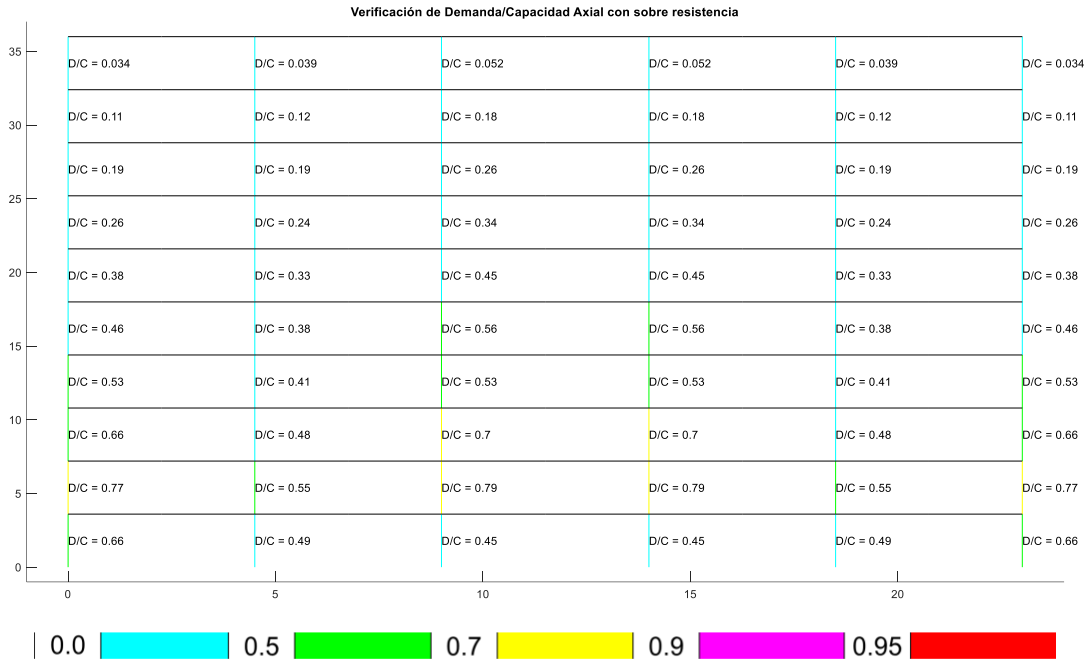 Verificación de Demanda/Capacidad Axial con sobre resistencia
35
D/C = 0.034 D/C = 0.039 D/C = 0.052 D/C = 0.052 D/C = 0.039 D/C = 0.034
30
D/C = 0.11 D/C = 0.12 D/C = 0.18 D/C = 0.18 D/C = 0.12 D/C = 0.11
D/C = 0.19 D/C = 0.19 D/C = 0.26 D/C = 0.26 D/C = 0.19 D/C = 0.19
25
D/C = 0.26 D/C = 0.24 D/C = 0.34 D/C = 0.34 D/C = 0.24 D/C = 0.26
20
D/C = 0.38 D/C = 0.33 D/C = 0.45 D/C = 0.45 D/C = 0.33 D/C = 0.38
D/C = 0.46 D/C = 0.38 D/C = 0.56 D/C = 0.56 D/C = 0.38 D/C = 0.46
15
D/C = 0.53 D/C = 0.41 D/C = 0.53 D/C = 0.53 D/C = 0.41 D/C = 0.53
10
D/C = 0.66 D/C = 0.48 D/C = 0.7 D/C = 0.7 D/C = 0.48 D/C = 0.66
5
D/C = 0.77 D/C = 0.55 D/C = 0.79 D/C = 0.79 D/C = 0.55 D/C = 0.77
D/C = 0.66 D/C = 0.49 D/C = 0.45 D/C = 0.45 D/C = 0.49 D/C = 0.66
0
0 5 10 15 20
0.0 0.5 0.7 0.9 0.95